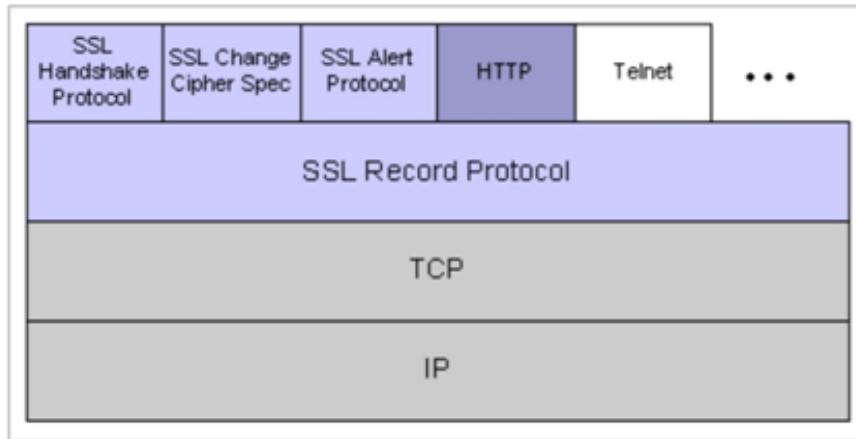 SSL
Handshake
Protocol
SSL Change
Cipher Spec
SSL Alert
Protocol
HTTP
Telnet
...
SSL Record Protocol
TCP
IP